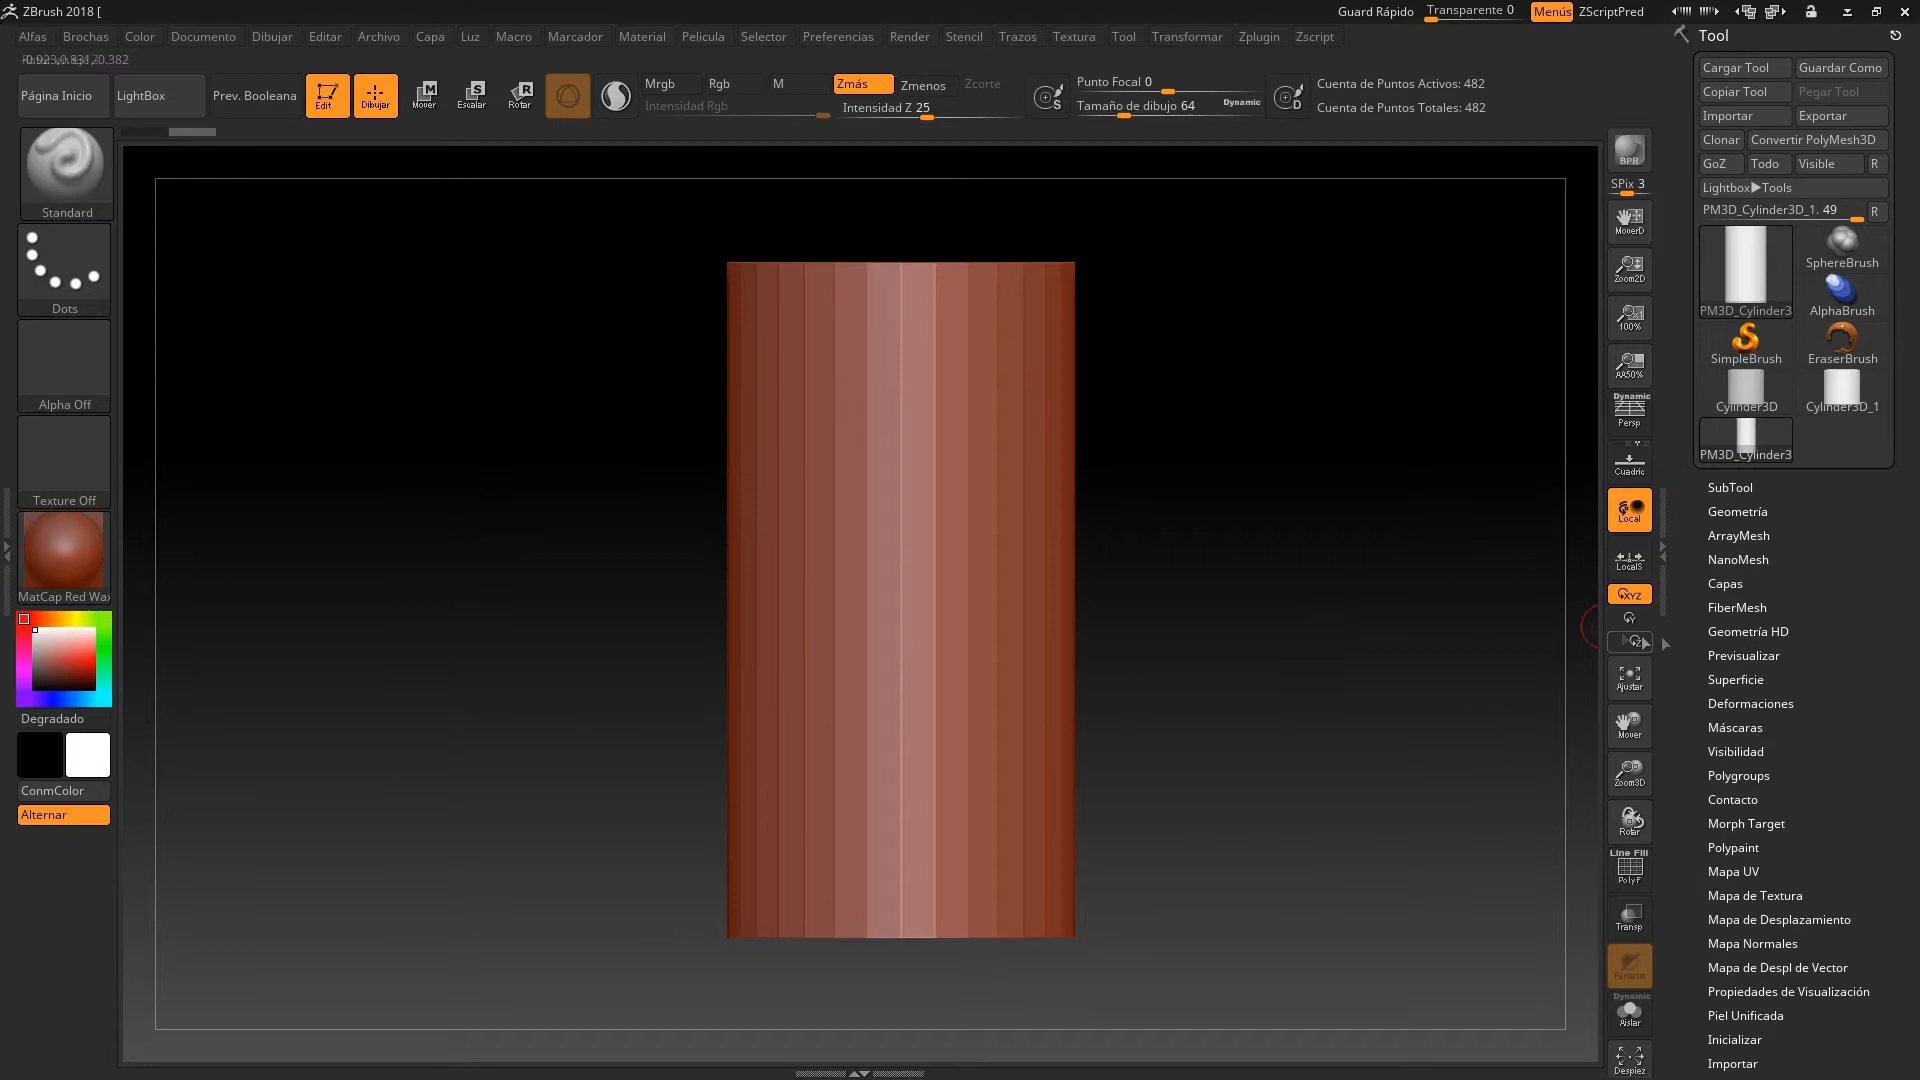 ZBrush 2018 [
Guard Rápido
Transparente 0
Menús
ZScriptPred
Alfas Brochas Color Documento Dibujar Editar Archivo Capa Luz Macro Marcador Material Pelicula Selector Preferencias Render Stencil Trazos Textura Tool Transformar Zplugin Zscript
Tool
Página Inicio
LightBox
Prev. Booleana
Edit
Dibujar
Mover
Escalar
Rotar
Mrgb
Rgb
M
Intensidad Rgb
Zmás
Zmenos
Zcorte
Intensidad Z 25
Punto Focal 0
Tamaño de dibujo 64
Dynamic
Cuenta de Puntos Activos: 482
Cuenta de Puntos Totales: 482
Standard
Dots
Alpha Off
Texture Off
MatCap Red Wax
Degradado
ConmColor
Alternar
BPR
SPix 3
MoverD
Zoom2D
100%
AA50%
Dynamic
Persp
Cuadric
Local
LocalS
XYZ
Y
Z
Ajustar
Mover
Zoom3D
Rotar
Line Fill
PolyF
Transp
Fantasm
Dynamic
Aislar
Despiez
Cargar Tool
Guardar Como
Copiar Tool
Pegar Tool
Importar
Exportar
Clonar
Convertir PolyMesh3D
GoZ
Todo
Visible
R
Lightbox▶Tools
PM3D_Cylinder3D_1. 49
R
PM3D_Cylinder3
SphereBrush
AlphaBrush
SimpleBrush
EraserBrush
Cylinder3D
Cylinder3D_1
PM3D_Cylinder3
SubTool
Geometría
ArrayMesh
NanoMesh
Capas
FiberMesh
Geometría HD
Previsualizar
Superficie
Deformaciones
Máscaras
Visibilidad
Polygroups
Contacto
Morph Target
Polypaint
Mapa UV
Mapa de Textura
Mapa de Desplazamiento
Mapa Normales
Mapa de Despl de Vector
Propiedades de Visualización
Piel Unificada
Inicializar
Importar